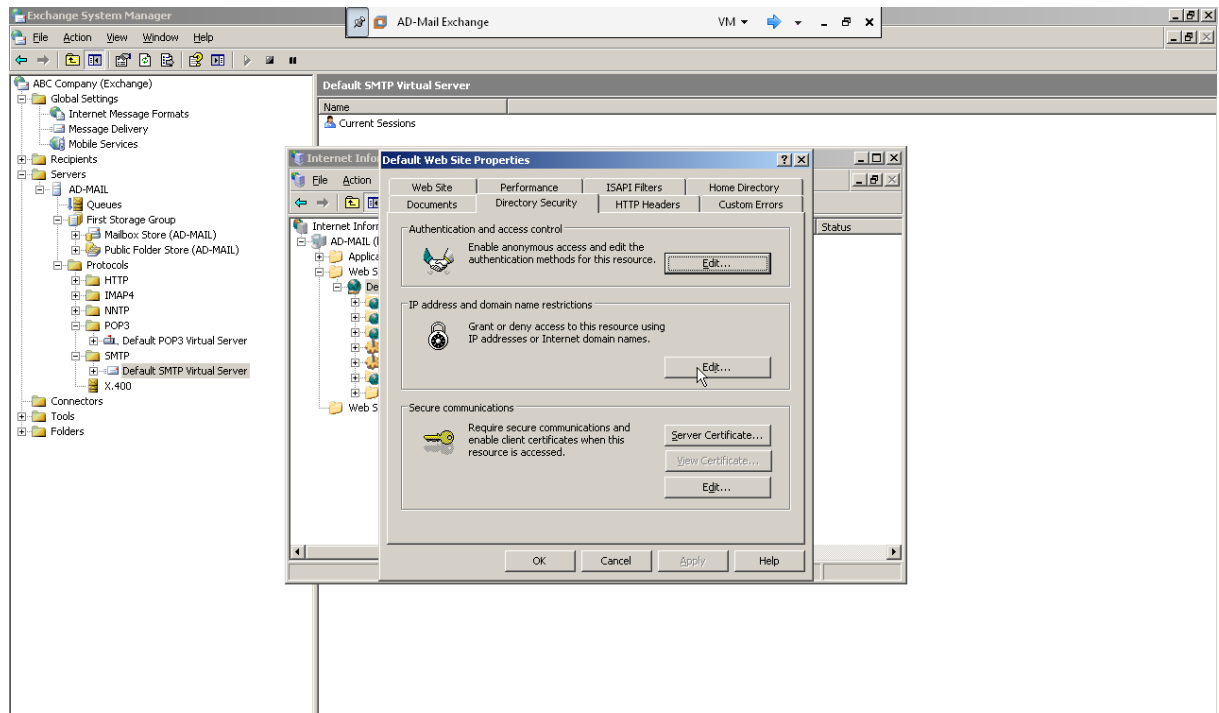 Exchange System Manager
AD-Mail Exchange
VM
File Action View Window Help
ABC Company (Exchange)
Global Settings
Internet Message Formats
Message Delivery
Mobile Services
Recipients
Servers
AD-MAIL
Queues
First Storage Group
Mailbox Store (AD-MAIL)
Public Folder Store (AD-MAIL)
Protocols
HTTP
IMAP4
NNTP
POP3
Default POP3 Virtual Server
SMTP
Default SMTP Virtual Server
X.400
Connectors
Tools
Folders
Default SMTP Virtual Server
Name
Current Sessions
Internet Info
File Action
Internet Inform
AD-MAIL (l
Applica
Web S
De
Web S
Status
Default Web Site Properties
Web Site Performance ISAPI Filters Home Directory
Documents Directory Security HTTP Headers Custom Errors
Authentication and access control
Enable anonymous access and edit the
authentication methods for this resource.
Edit...
IP address and domain name restrictions
Grant or deny access to this resource using
IP addresses or Internet domain names.
Edit...
Secure communications
Require secure communications and
enable client certificates when this
resource is accessed.
Server Certificate...
View Certificate...
Edit...
OK Cancel Apply Help